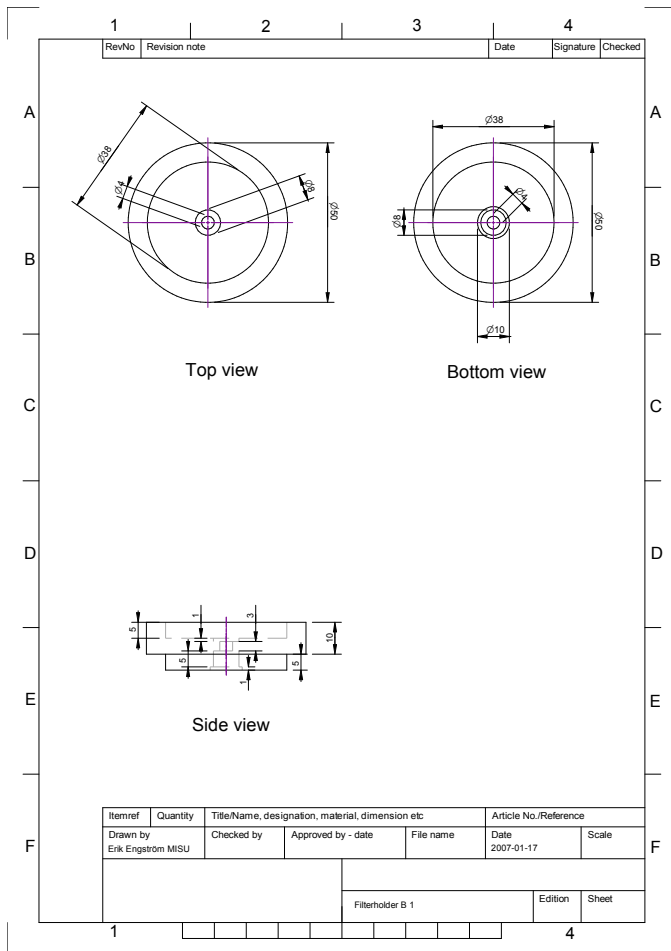 1 2 3 4
RevNo Revision note Date Signature Checked
A A
Ø38 Ø38
Ø4 Ø8 Ø50 Ø4 Ø8 Ø50
B B
Ø10
Top view Bottom view
C C
D D
1 3
5 10
5 5
1
E E
Side view
Itemref Quantity Title/Name, designation, material, dimension etc Article No./Reference
Drawn by Checked by Approved by - date File name Date Scale
Erik Engström MISU 2007-01-17
F F
Filterholder B 1 Edition Sheet
1 4